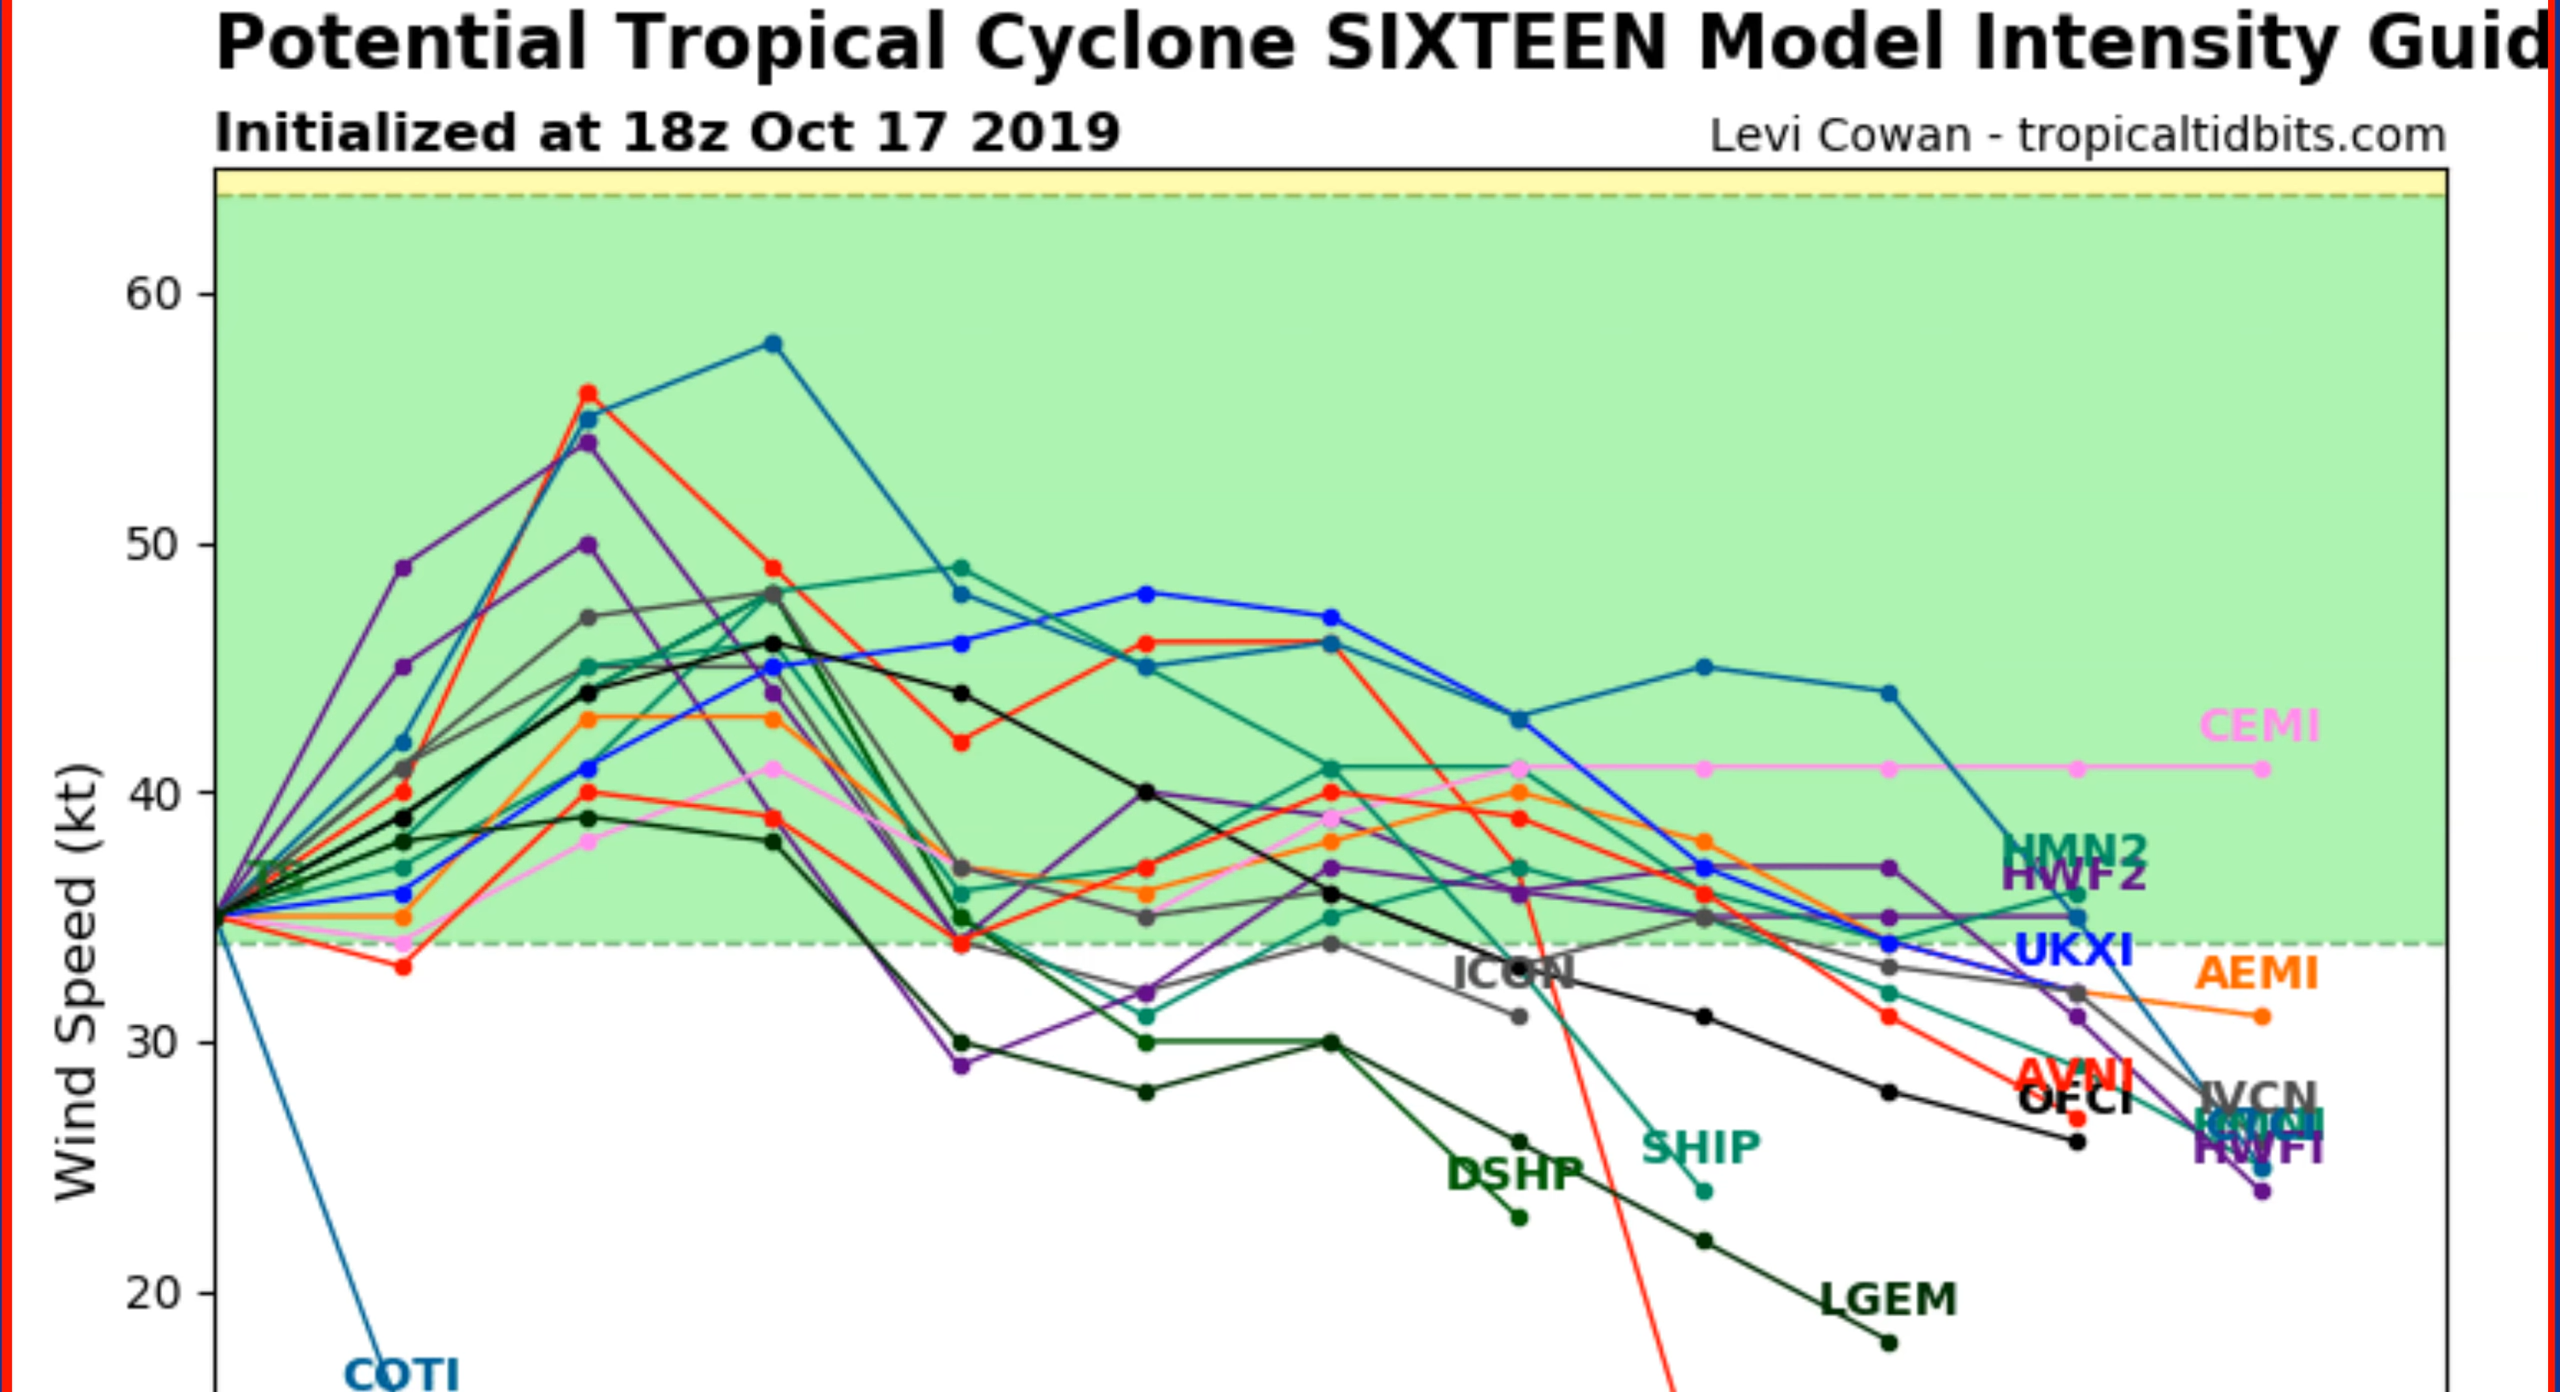 Potential Tropical Cyclone SIXTEEN Model Intensity Guid
Initialized at 18z Oct 17 2019
Levi Cowan - tropicaltidbits.com
60
50
40
30
20
Wind Speed (kt)
TS
CEMI
HMN2
HWF2
UKXI
AEMI
ICON
AVNI
OFCI
IVCN
HWFI
SHIP
DSHP
LGEM
COTI